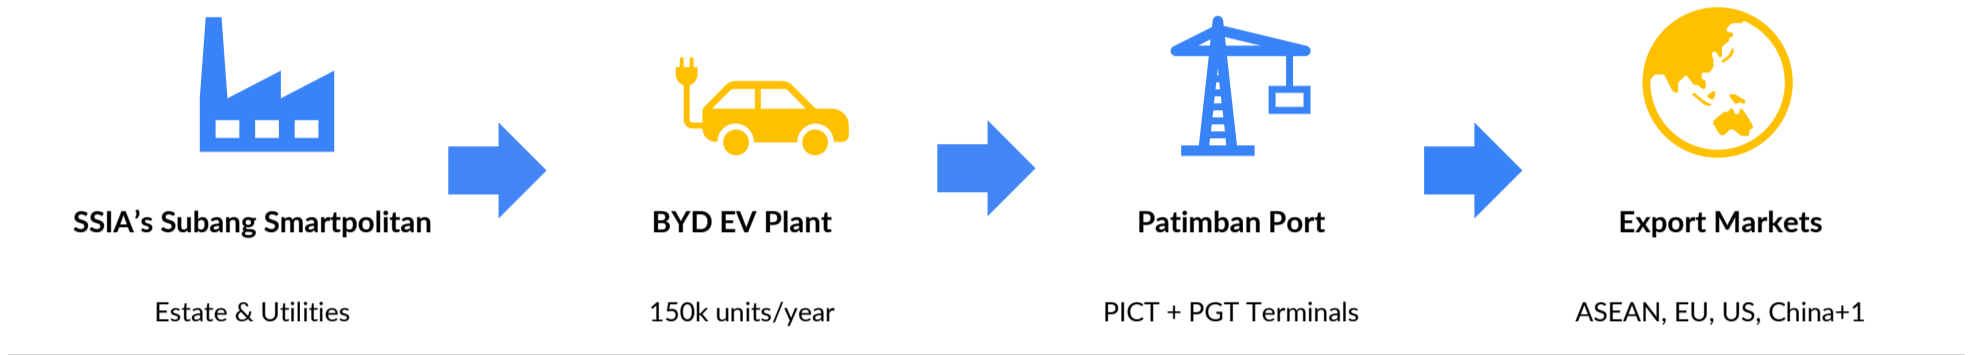 SSIA’s Subang Smartpolitan
Estate & Utilities
BYD EV Plant
150k units/year
Patimban Port
PICT + PGT Terminals
Export Markets
ASEAN, EU, US, China+1